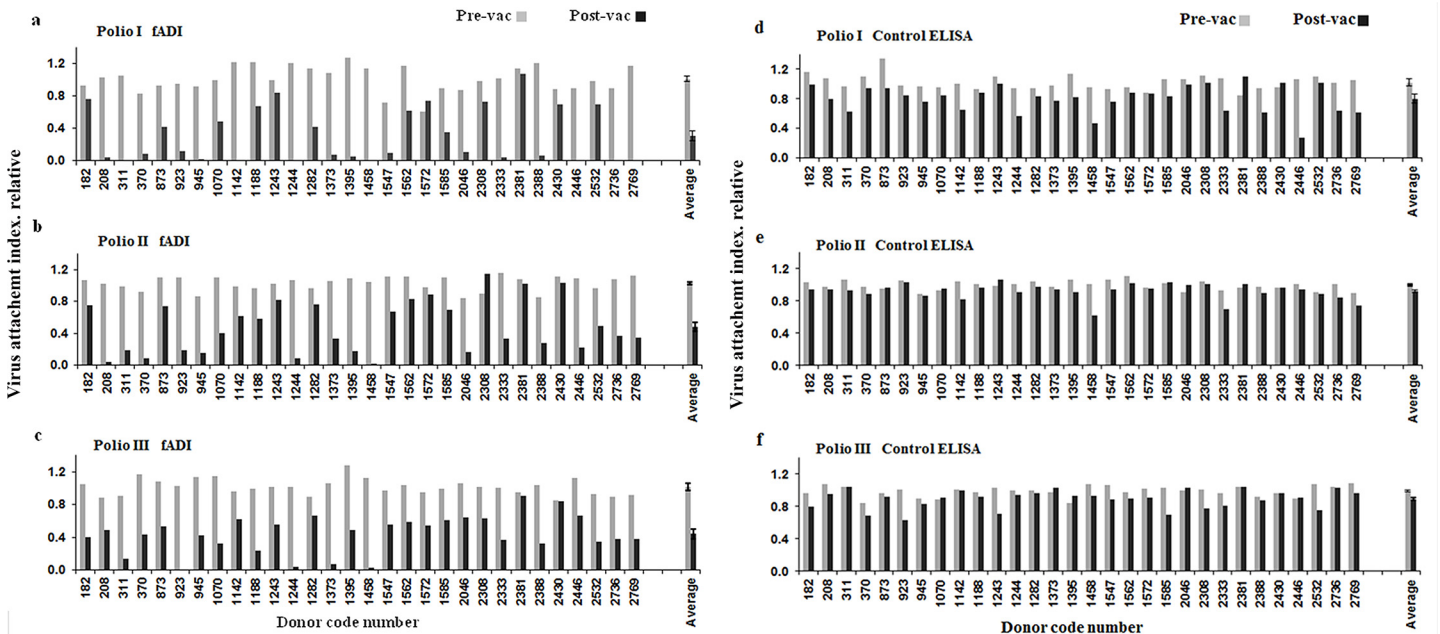 a
Pre-vac Post-vac
Polio I fADI
1.2
0.8
0.4
0.0
182 208 311 370 873 923 945 1070 1142 1188 1243 1244 1282 1373 1395 1458 1547 1562 1572 1585 2046 2308 2381 2388 2430 2446 2532 2736 2769 Average
b
Polio II fADI
1.2
0.8
0.4
0.0
182 208 311 370 873 923 945 1070 1142 1188 1243 1244 1282 1373 1395 1458 1547 1562 1572 1585 2046 2308 2333 2381 2388 2430 2446 2532 2736 2769 Average
c
Polio III fADI
1.2
0.8
0.4
0.0
182 208 311 370 873 923 945 1070 1142 1188 1243 1244 1282 1373 1395 1458 1547 1562 1572 1585 2046 2308 2333 2381 2388 2430 2446 2532 2736 2769 Average
Virus attachemt index. relative
Donor code number
d
Pre-vac Post-vac
Polio I Control ELISA
1.2
0.8
0.4
0.0
182 208 311 370 873 923 945 1070 1142 1188 1243 1244 1282 1373 1395 1458 1547 1562 1572 1585 2046 2308 2333 2381 2388 2430 2446 2532 2736 2769 Average
e
Polio II Control ELISA
1.2
0.8
0.4
0.0
182 208 311 370 873 923 945 1070 1142 1188 1243 1244 1282 1373 1395 1458 1547 1562 1572 1585 2046 2308 2333 2381 2388 2430 2446 2532 2736 2769 Average
f
Polio III Control ELISA
1.2
0.8
0.4
0.0
182 208 311 370 873 923 945 1070 1142 1188 1243 1244 1282 1373 1395 1458 1547 1562 1572 1585 2046 2308 2333 2381 2388 2430 2446 2532 2736 2769 Average
Virus attachemt index. relative
Donor code number